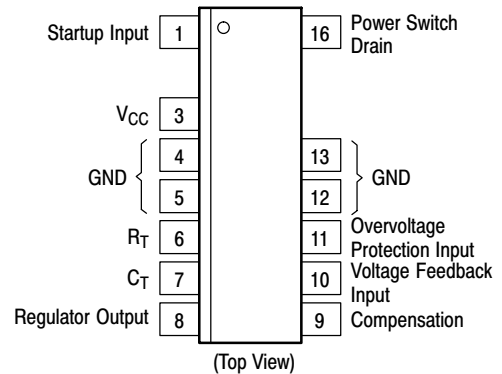 Startup Input 1 16 Power Switch
Drain
VCC 3
4 13
GND GND
5 12
RT 6 11 Overvoltage
Protection Input
CT 7 10 Voltage Feedback
Input
Regulator Output 8 9 Compensation
(Top View)